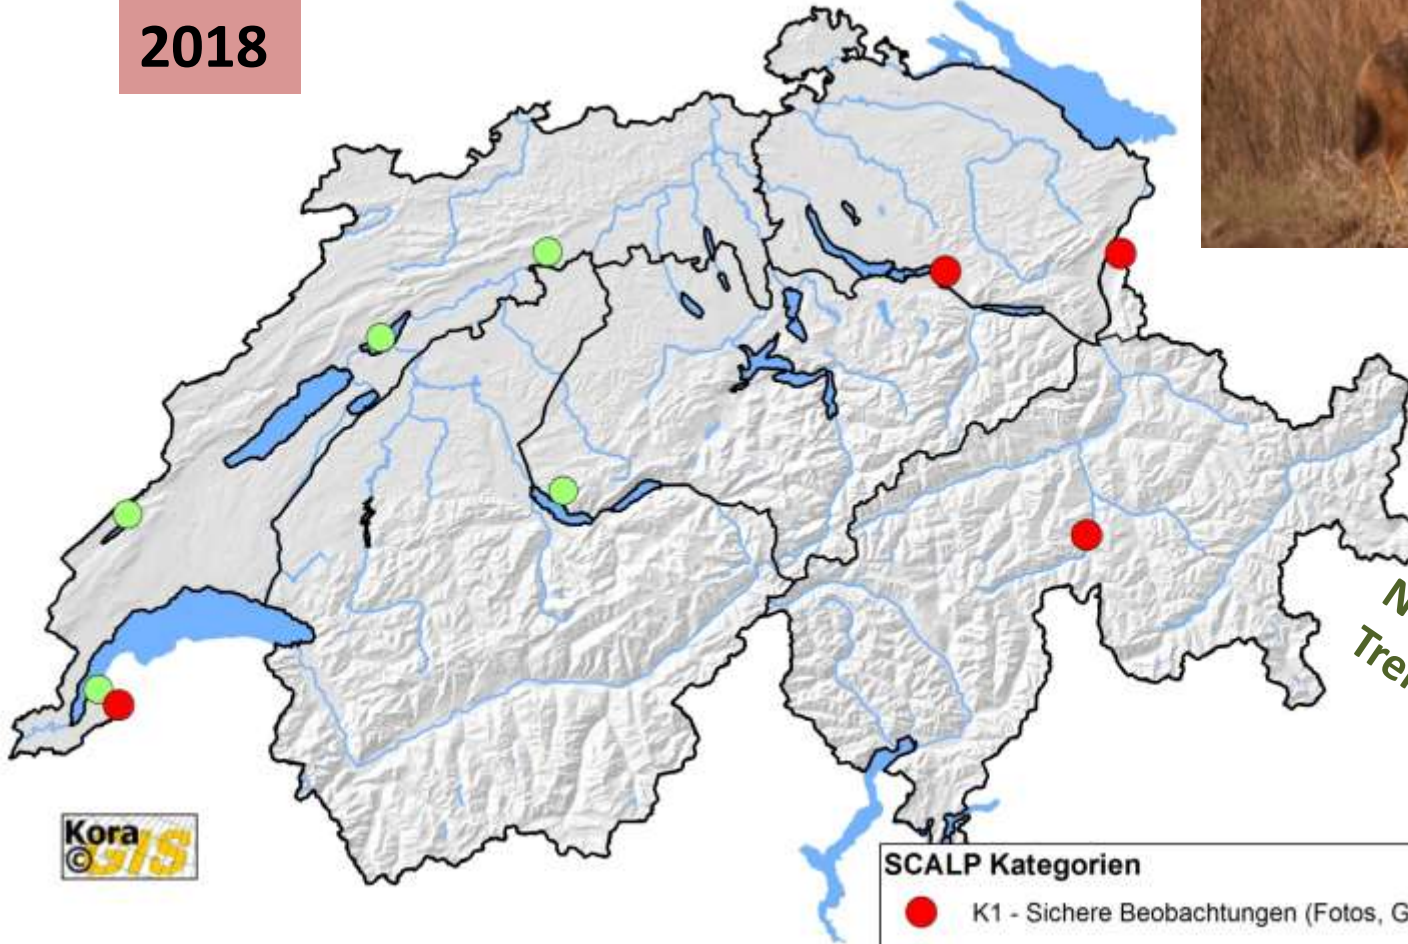 2018
Kora
© GIS
SCALP Kategorien
K1 - Sichere Beobachtungen (Fotos, G